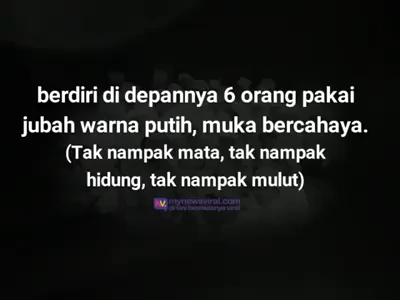 berdiri di depannya 6 orang pakai
jubah warna putih, muka bercahaya.
(Tak nampak mata, tak nampak
hidung, tak nampak mulut)
mynewsviral.com